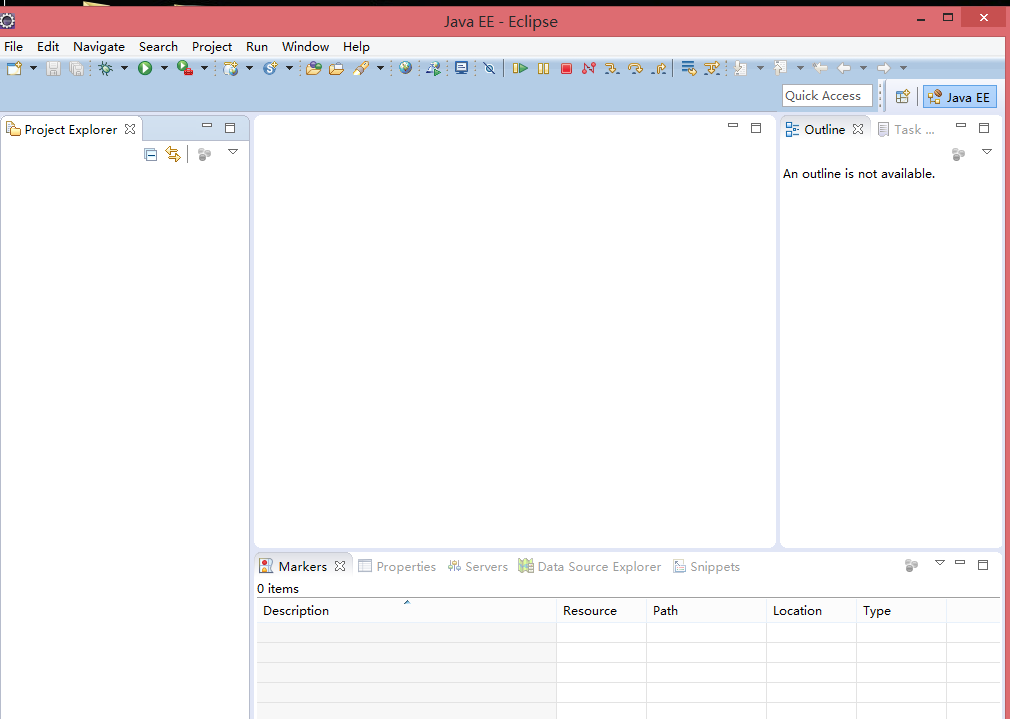 Java EE - Eclipse
File Edit Navigate Search Project Run Window Help
Quick Access
Java EE
Project Explorer
Outline Task ...
An outline is not available.
Markers Properties Servers Data Source Explorer Snippets
0 items
Description Resource Path Location Type